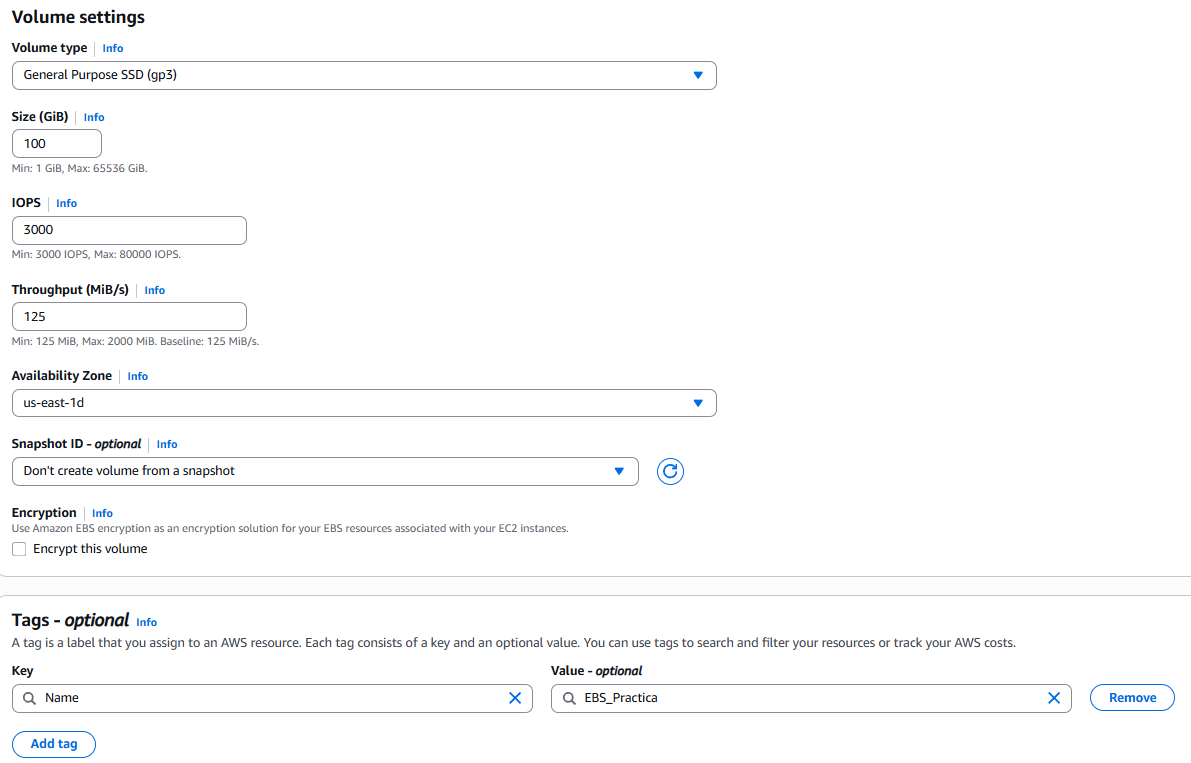 Volume settings
Volume type Info
General Purpose SSD (gp3)
Size (GiB) Info
100
Min: 1 GiB, Max: 65536 GiB.
IOPS Info
3000
Min: 3000 IOPS, Max: 80000 IOPS.
Throughput (MiB/s) Info
125
Min: 125 MiB, Max: 2000 MiB. Baseline: 125 MiB/s.
Availability Zone Info
us-east-1d
Snapshot ID - optional Info
Don't create volume from a snapshot
Encryption Info
Use Amazon EBS encryption as an encryption solution for your EBS resources associated with your EC2 instances.
Encrypt this volume
Tags - optional Info
A tag is a label that you assign to an AWS resource. Each tag consists of a key and an optional value. You can use tags to search and filter your resources or track your AWS costs.
Key Value - optional
Name EBS_Practica Remove
Add tag